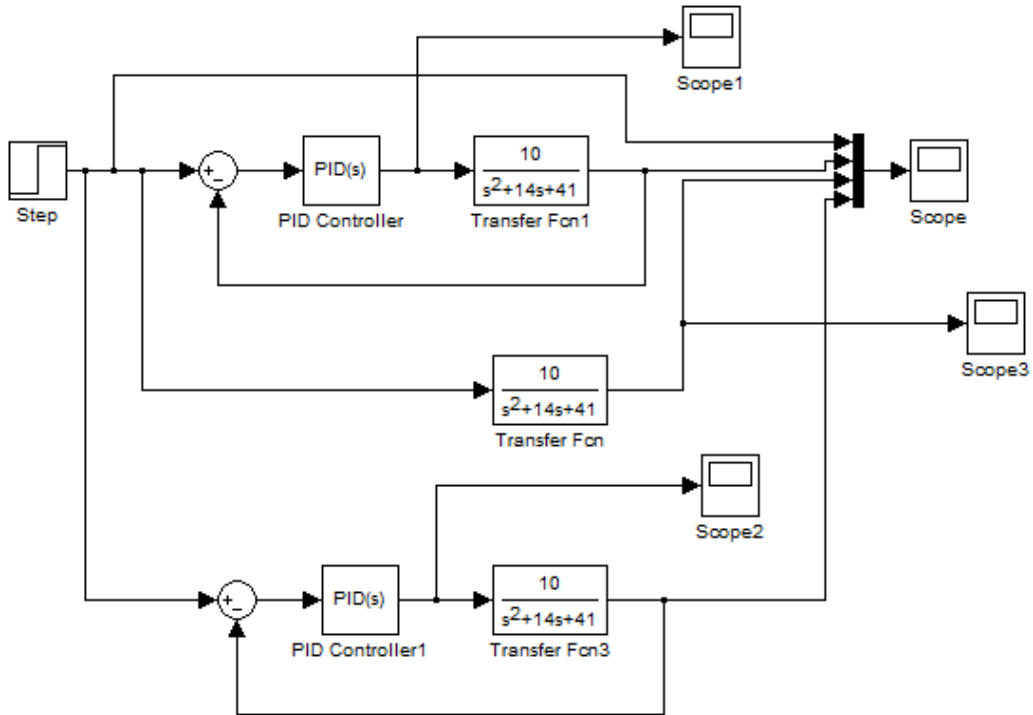 Scope1
Step
+
−
PID(s)
PID Controller
10
s²+14s+41
Transfer Fcn1
Scope
10
s²+14s+41
Transfer Fcn
Scope3
Scope2
+
−
PID(s)
PID Controller1
10
s²+14s+41
Transfer Fcn3